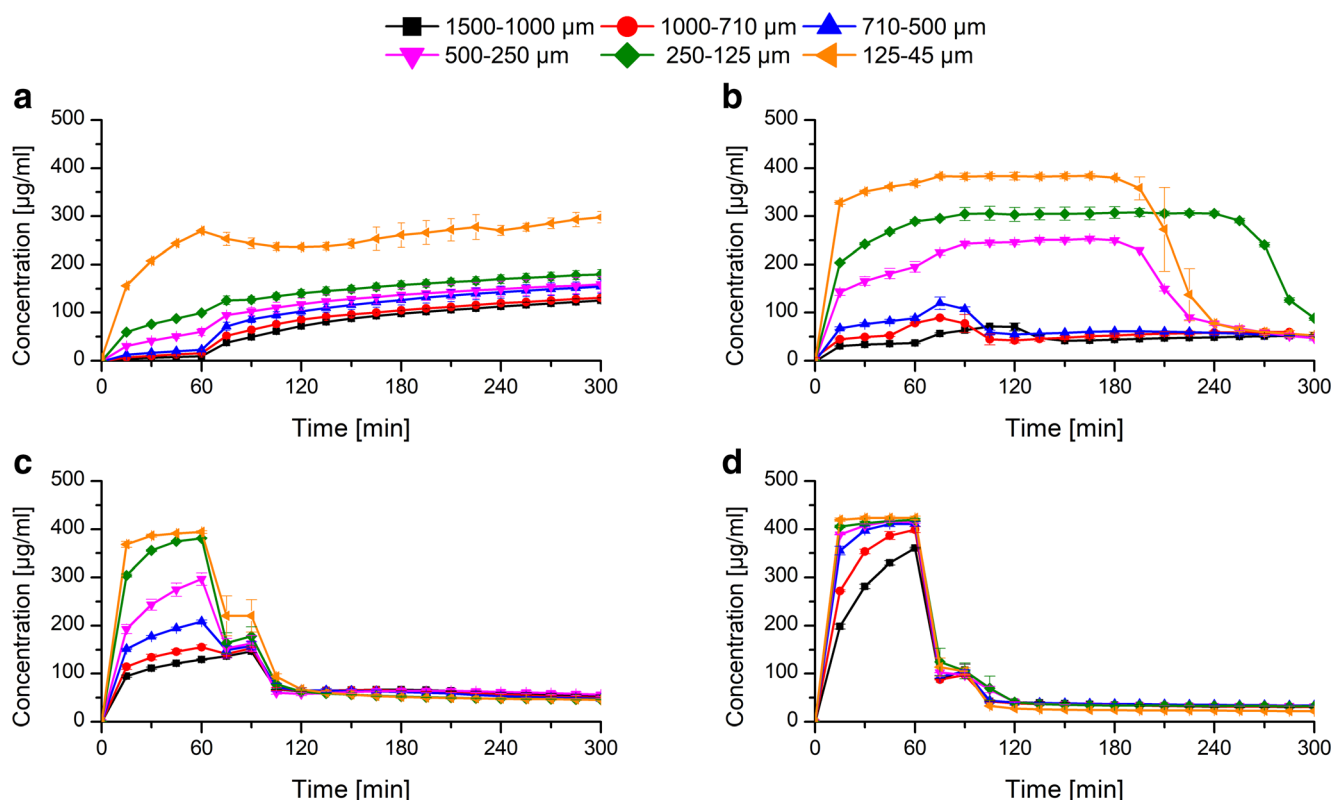 1500-1000 µm 1000-710 µm 710-500 µm
500-250 µm 250-125 µm 125-45 µm
a
500
400
300
200
100
0
Concentration [µg/ml]
0 60 120 180 240 300
Time [min]
b
500
400
300
200
100
0
Concentration [µg/ml]
0 60 120 180 240 300
Time [min]
c
500
400
300
200
100
0
Concentration [µg/ml]
0 60 120 180 240 300
Time [min]
d
500
400
300
200
100
0
Concentration [µg/ml]
0 60 120 180 240 300
Time [min]